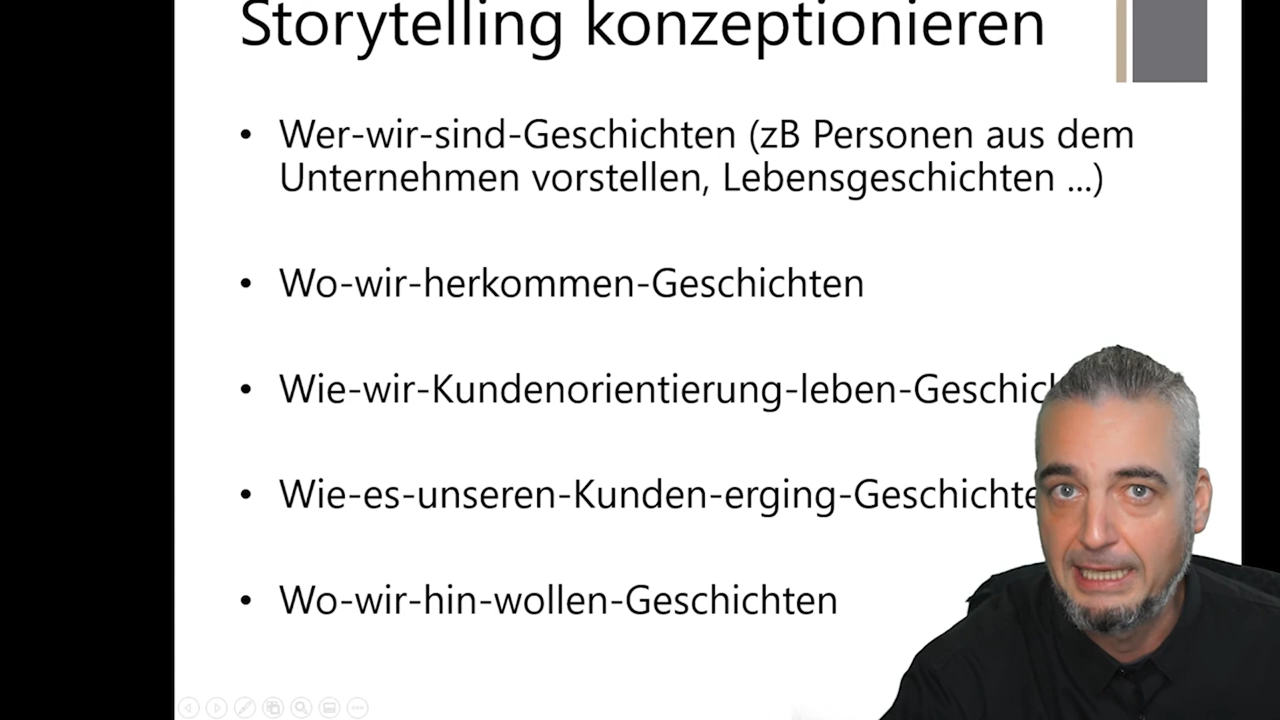 Storytelling konzeptionieren
• Wer-wir-sind-Geschichten (zB Personen aus dem
Unternehmen vorstellen, Lebensgeschichten ...)
• Wo-wir-herkommen-Geschichten
• Wie-wir-Kundenorientierung-leben-Geschich
• Wie-es-unseren-Kunden-erging-Geschichte
• Wo-wir-hin-wollen-Geschichten